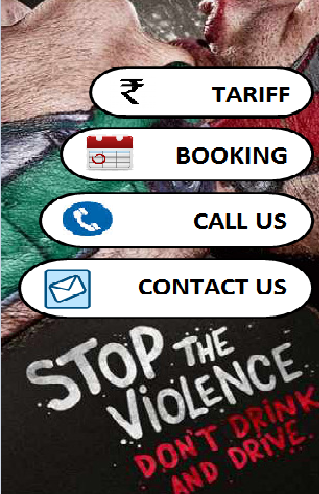 ₹ TARIFF
BOOKING
CALL US
CONTACT US
STOP THE
VIOLENCE
DON'T DRINK
AND DRIVE.